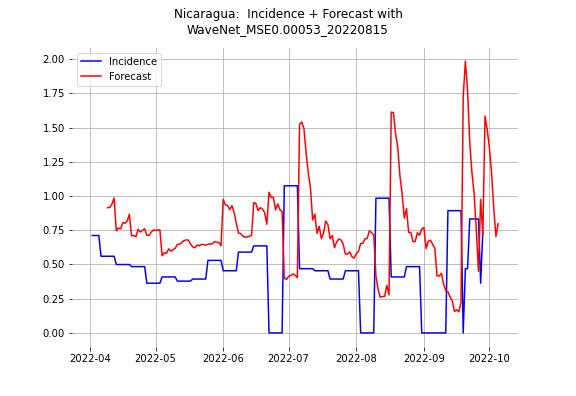 Nicaragua:  Incidence + Forecast with
WaveNet_MSE0.00053_20220815
Incidence
Forecast
2.00
1.75
1.50
1.25
1.00
0.75
0.50
0.25
0.00
2022-04 2022-05 2022-06 2022-07 2022-08 2022-09 2022-10